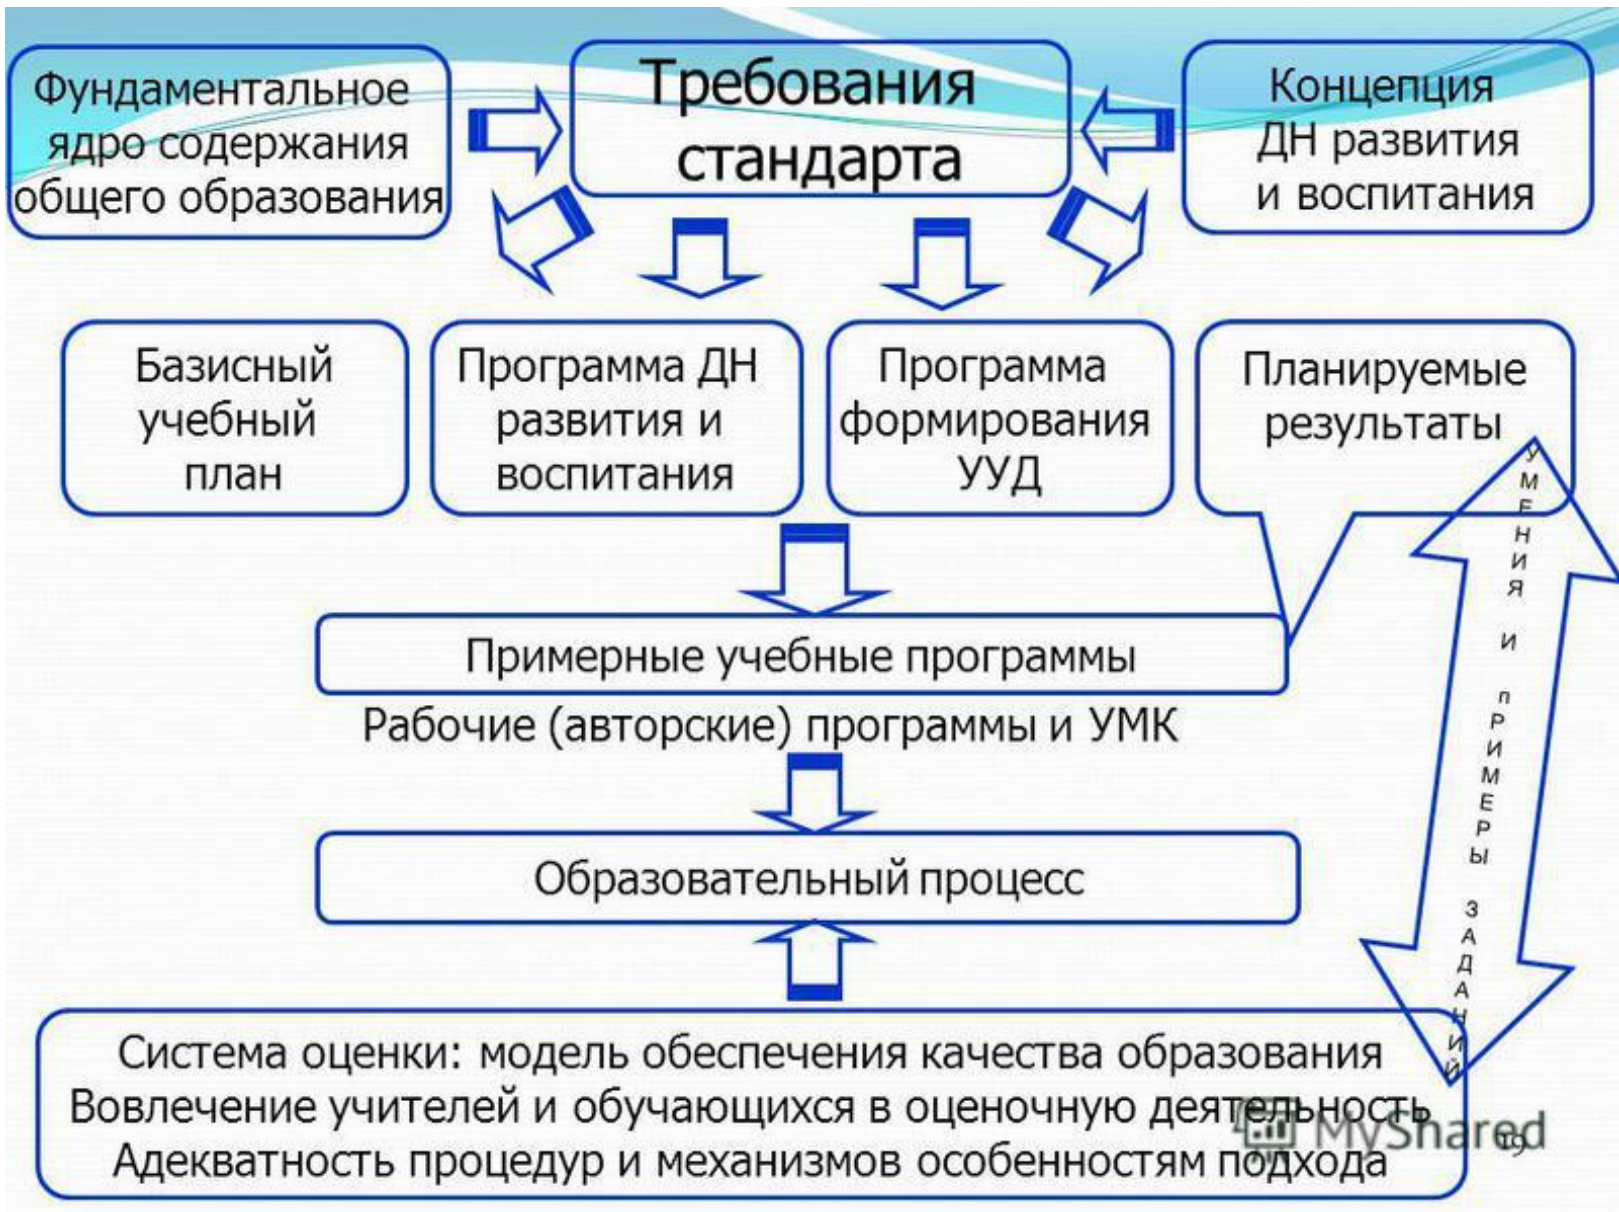 Фундаментальное
ядро содержания
общего образования
Требования
стандарта
Концепция
ДН развития
и воспитания
Базисный
учебный
план
Программа ДН
развития и
воспитания
Программа
формирования
УУД
Планируемые
результаты
УМЕНИЯ И пРИМЕРЫ ЗАДАНИЙ
Примерные учебные программы
Рабочие (авторские) программы и УМК
Образовательный процесс
Система оценки: модель обеспечения качества образования
Вовлечение учителей и обучающихся в оценочную деятельность
Адекватность процедур и механизмов особенностям подхода
MyShared
19